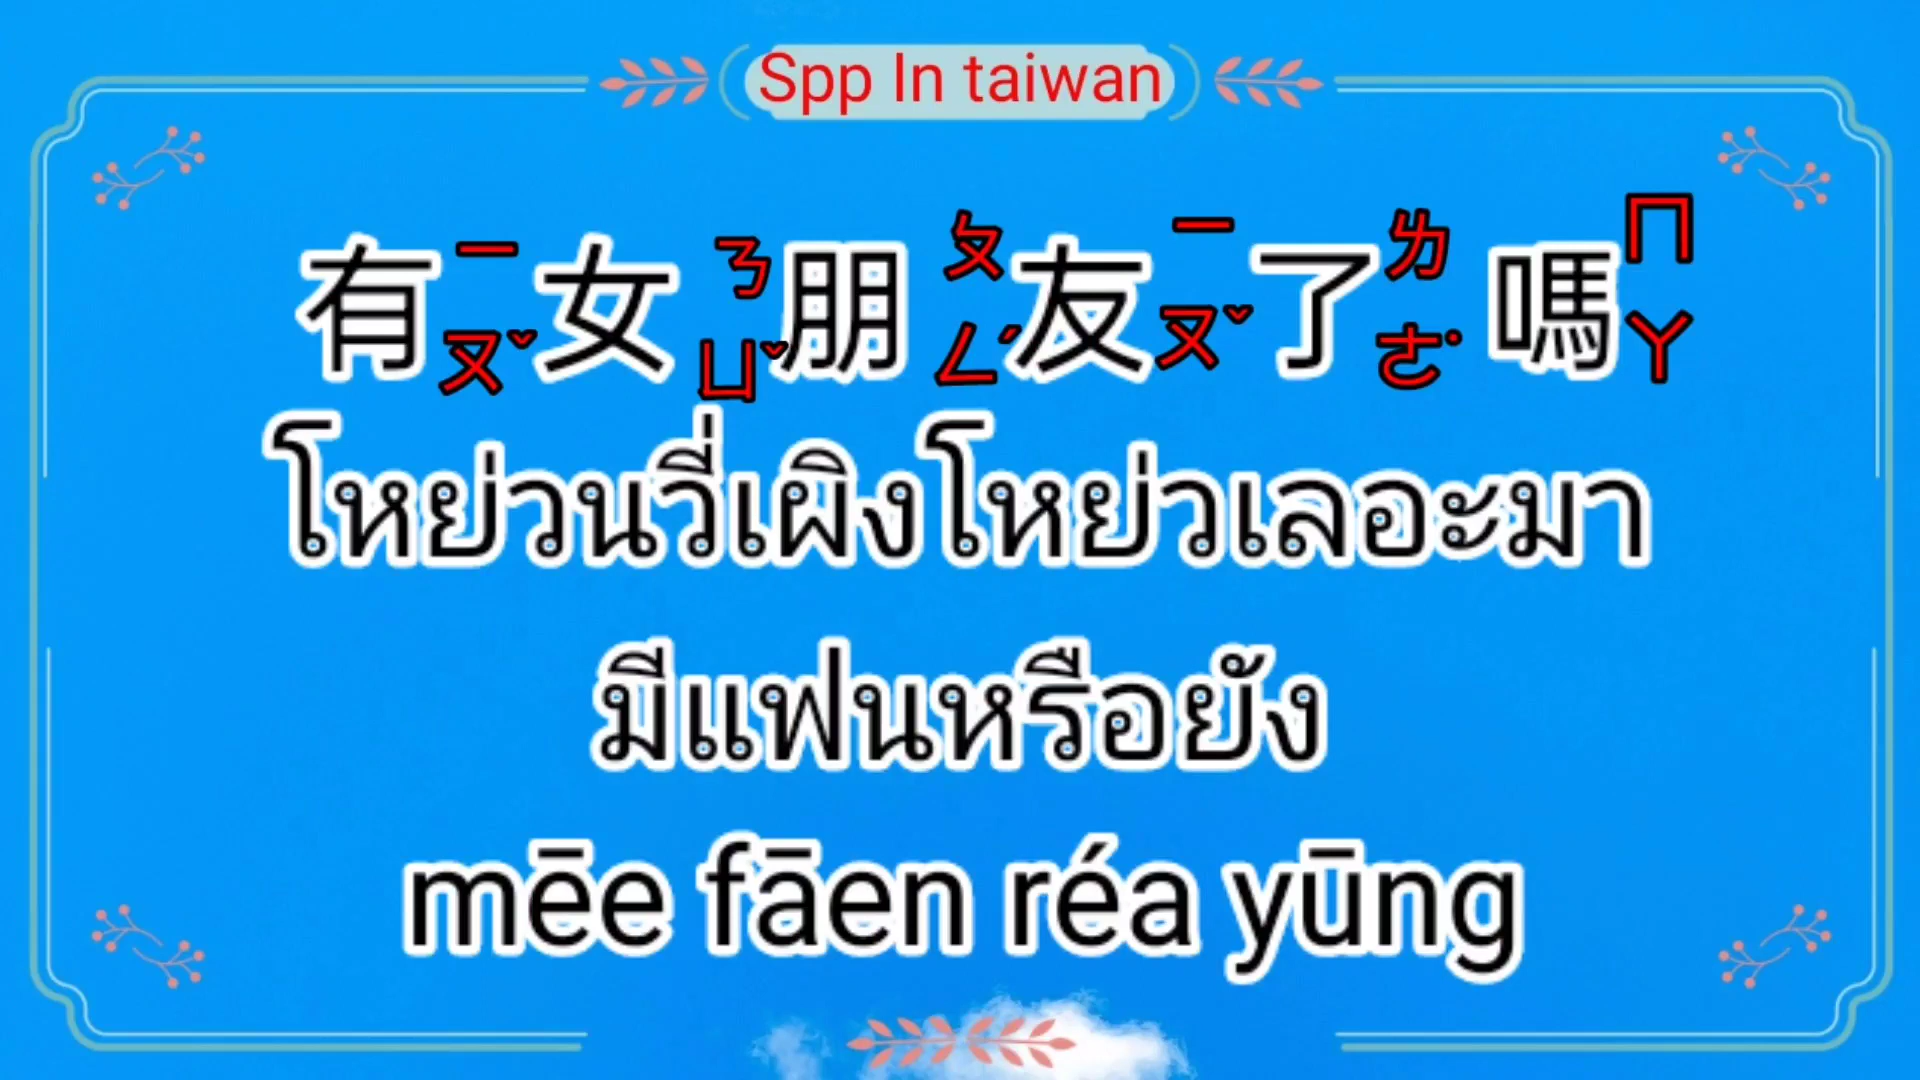 Spp In taiwan
有ㄧㄡˇ女ㄋㄩˇ朋ㄆㄥˊ友ㄧㄡˇ了ㄌㄜ˙嗎ㄇㄚ
โหย่วนวี่เผิงโหย่วเลอะมา
มีแฟนหรือยัง
mēe fāen réa yūng